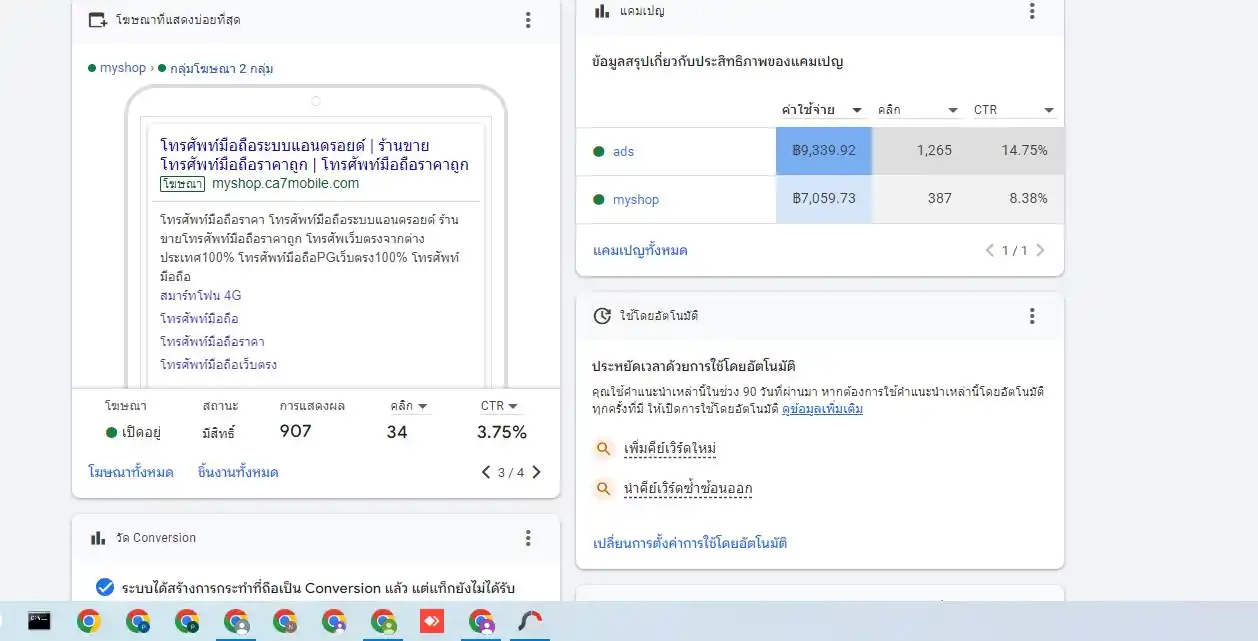 โฆษณาที่แสดงบ่อยที่สุด
myshop › กลุ่มโฆษณา 2 กลุ่ม
โทรศัพท์มือถือระบบแอนดรอยด์ | ร้านขาย
โทรศัพท์มือถือราคาถูก | โทรศัพท์มือถือราคาถูก
โฆษณา myshop.ca7mobile.com
โทรศัพท์มือถือราคา โทรศัพท์มือถือระบบแอนดรอยด์ ร้าน
ขายโทรศัพท์มือถือราคาถูก โทรศัพเว็บตรงจากต่าง
ประเทศ100% โทรศัพท์มือถือPGเว็บตรง100% โทรศัพท์
มือถือ
สมาร์ทโฟน 4G
โทรศัพท์มือถือ
โทรศัพท์มือถือราคา
โทรศัพท์มือถือเว็บตรง
โฆษณา สถานะ การแสดงผล คลิก CTR
เปิดอยู่ มีสิทธิ์ 907 34 3.75%
โฆษณาทั้งหมด ชิ้นงานทั้งหมด 3 / 4
วัด Conversion
ระบบได้สร้างการกระทำที่ถือเป็น Conversion แล้ว แต่แท็กยังไม่ได้รับ
แคมเปญ
ข้อมูลสรุปเกี่ยวกับประสิทธิภาพของแคมเปญ
ค่าใช้จ่าย คลิก CTR
ads ฿9,339.92 1,265 14.75%
myshop ฿7,059.73 387 8.38%
แคมเปญทั้งหมด 1 / 1
ใช้โดยอัตโนมัติ
ประหยัดเวลาด้วยการใช้โดยอัตโนมัติ
คุณใช้คำแนะนำเหล่านี้ในช่วง 90 วันที่ผ่านมา หากต้องการใช้คำแนะนำเหล่านี้โดยอัตโนมัติ
ทุกครั้งที่มี ให้เปิดการใช้โดยอัตโนมัติ ดูข้อมูลเพิ่มเติม
เพิ่มคีย์เวิร์ดใหม่
นำคีย์เวิร์ดซ้ำซ้อนออก
เปลี่ยนการตั้งค่าการใช้โดยอัตโนมัติ